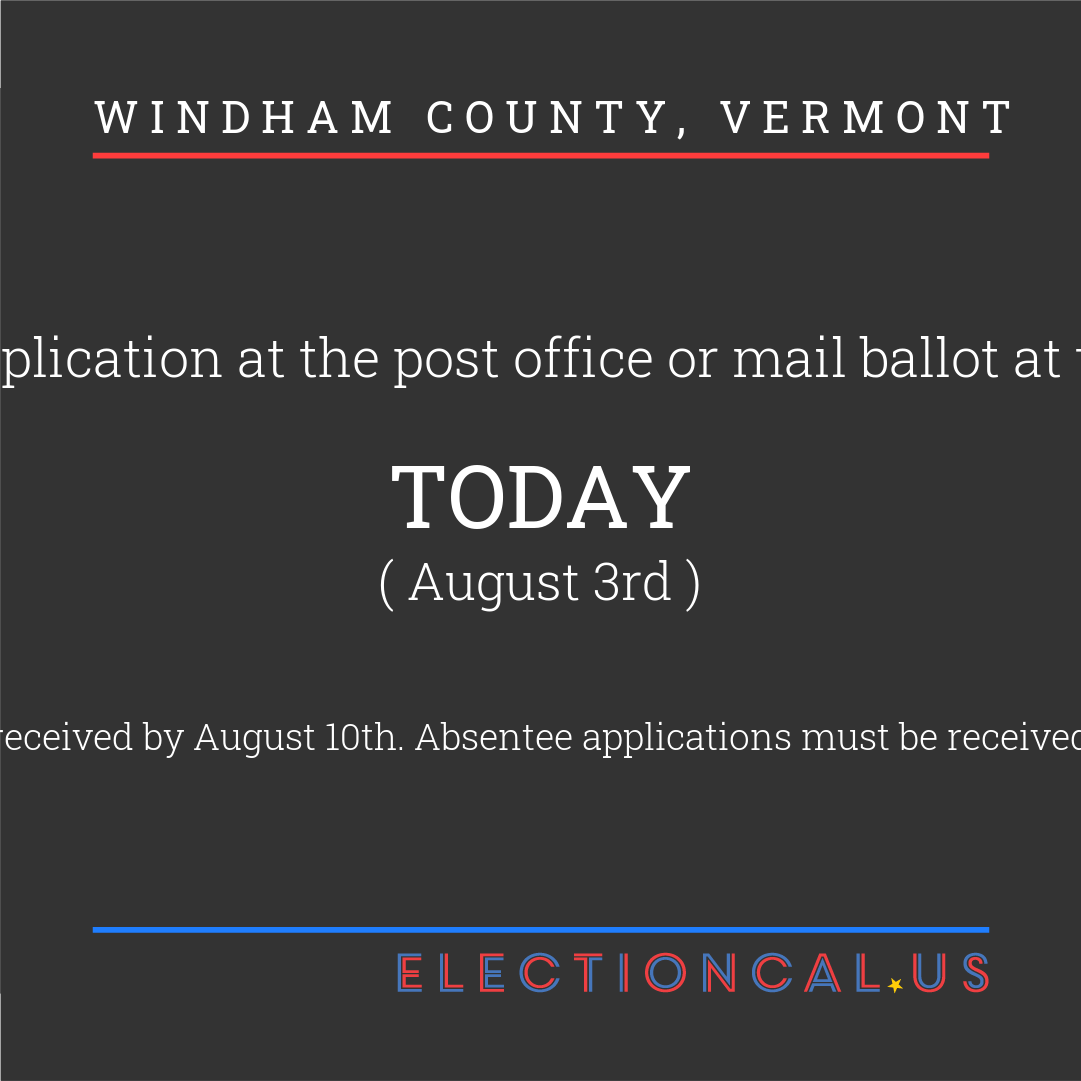 WINDHAM COUNTY, VERMONT
plication at the post office or mail ballot at
TODAY
( August 3rd )
received by August 10th. Absentee applications must be received
ELECTIONCAL.US